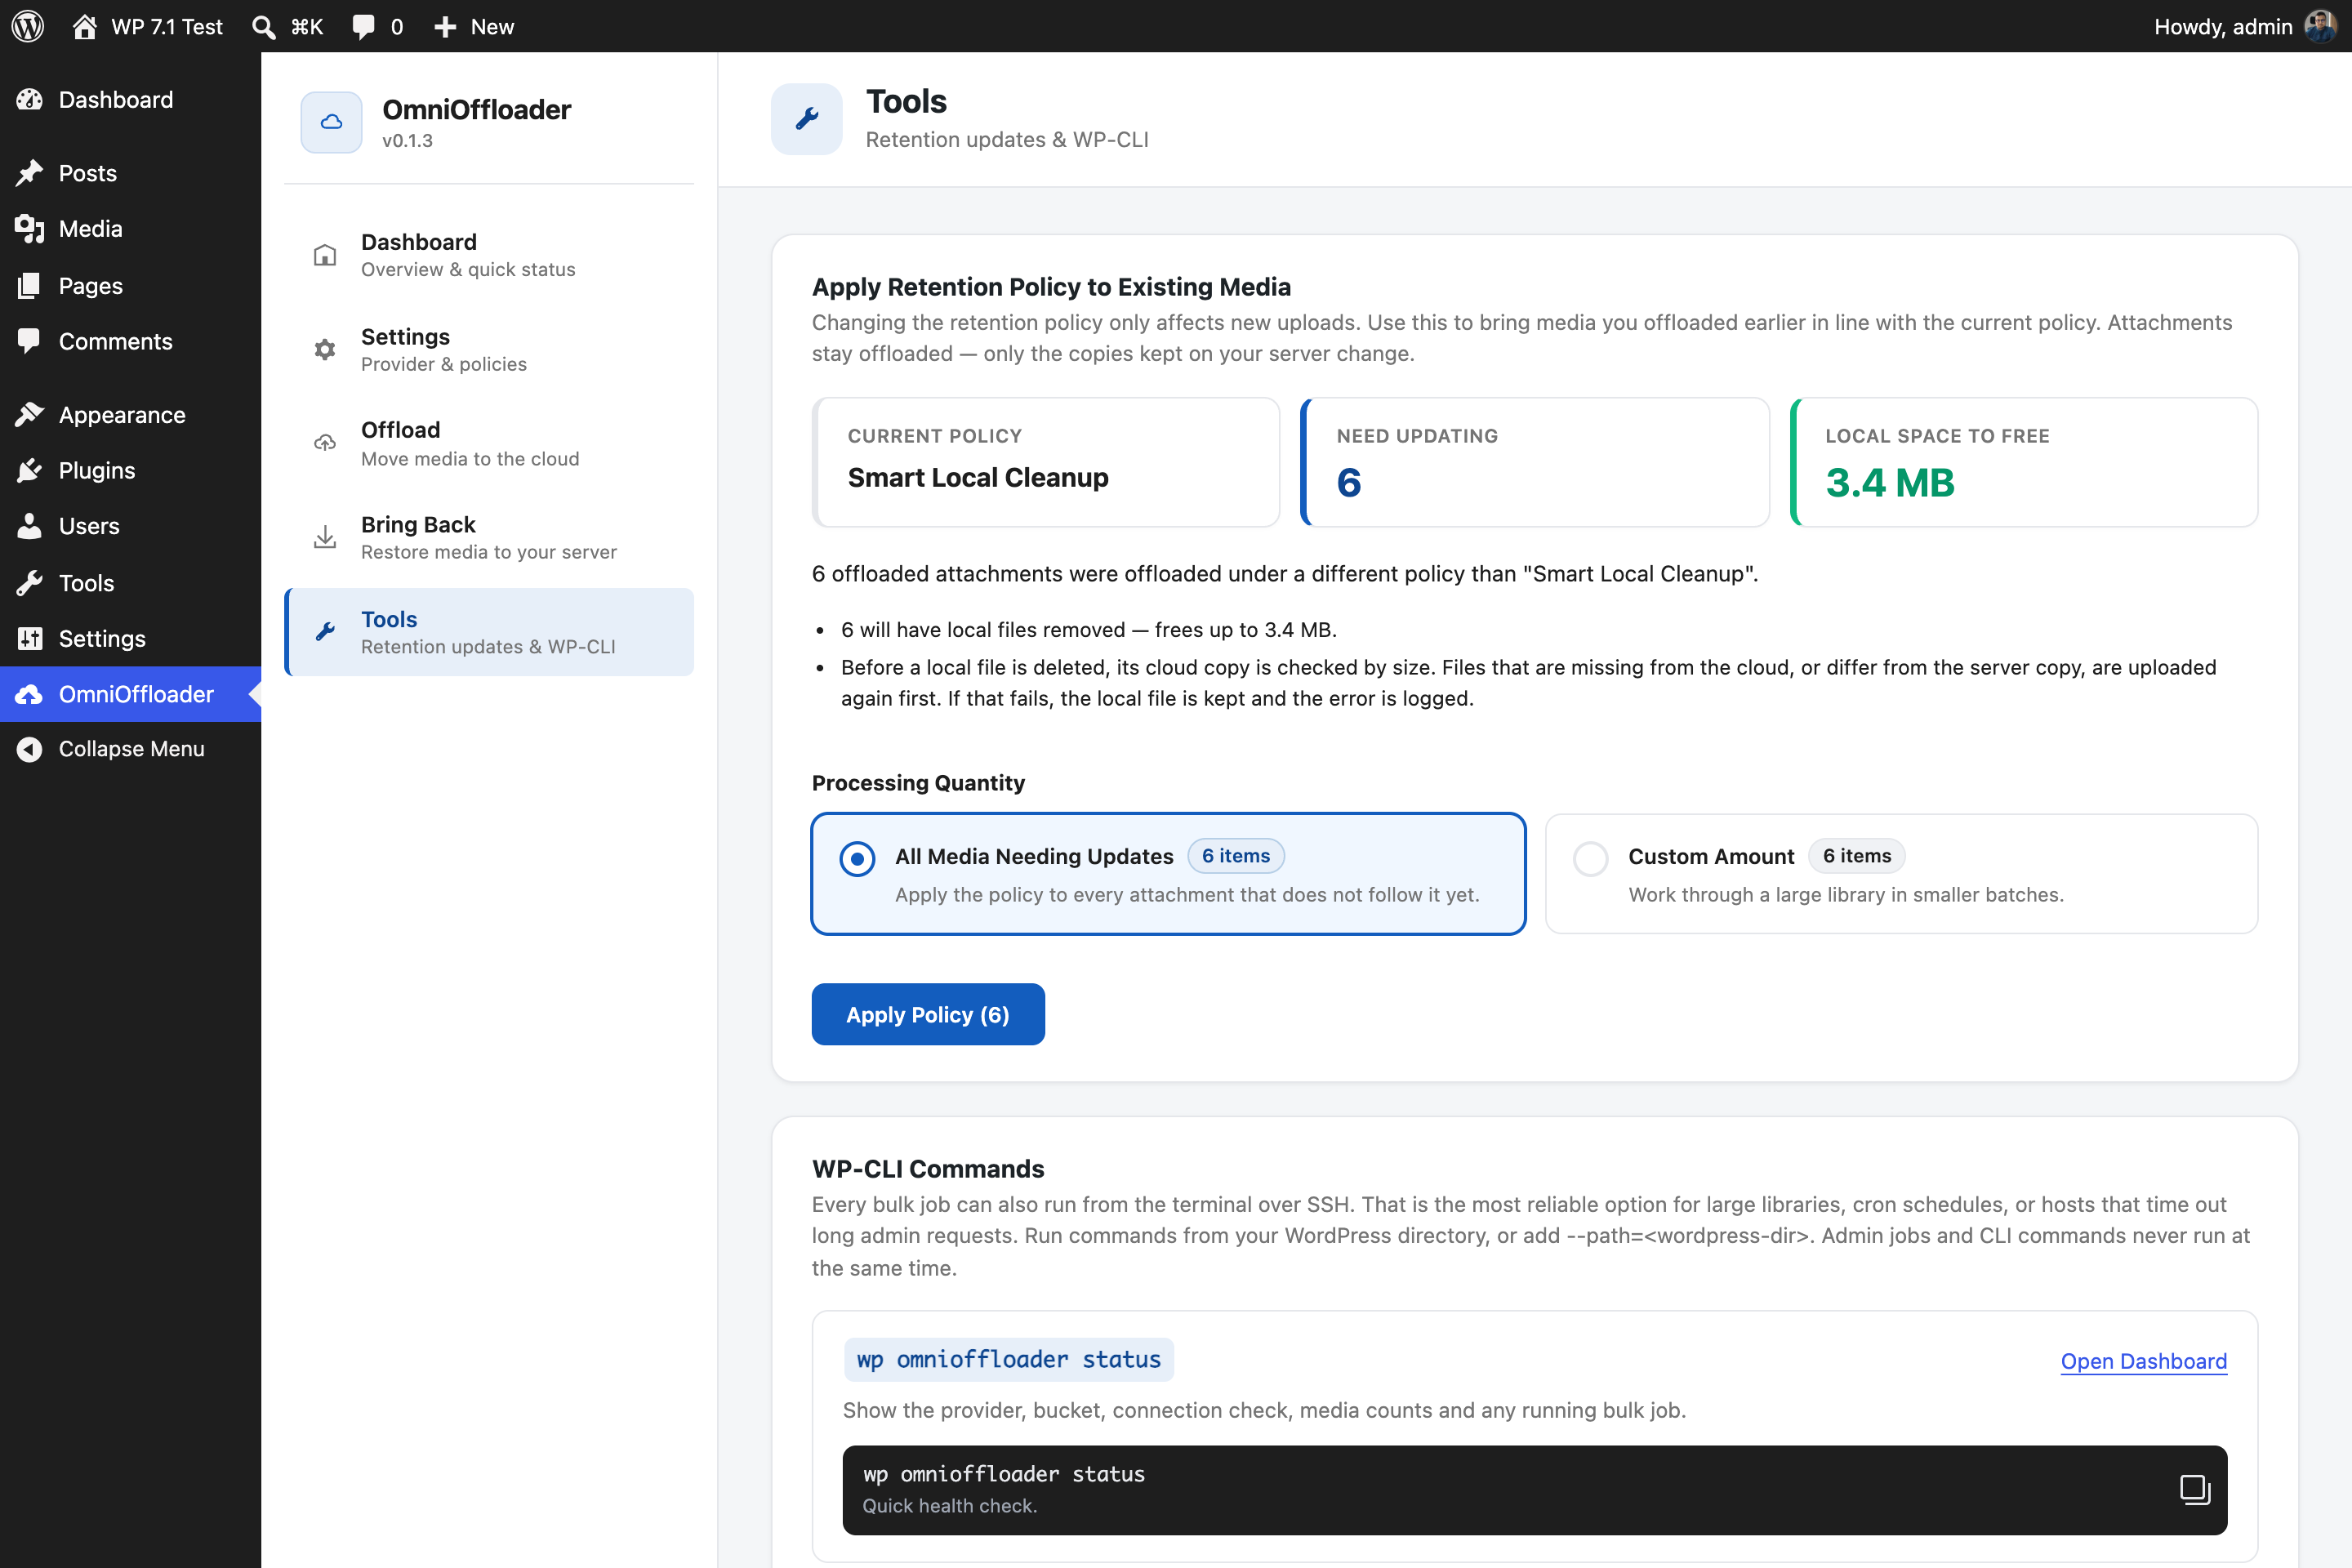 WP 7.1 Test
⌘K
0
New
Howdy, admin
Dashboard
Posts
Media
Pages
Comments
Appearance
Plugins
Users
Tools
Settings
OmniOffloader
Collapse Menu
OmniOffloader
v0.1.3
Dashboard
Overview & quick status
Settings
Provider & policies
Offload
Move media to the cloud
Bring Back
Restore media to your server
Tools
Retention updates & WP-CLI
Tools
Retention updates & WP-CLI
Apply Retention Policy to Existing Media
Changing the retention policy only affects new uploads. Use this to bring media you offloaded earlier in line with the current policy. Attachments
stay offloaded — only the copies kept on your server change.
CURRENT POLICY
Smart Local Cleanup
NEED UPDATING
6
LOCAL SPACE TO FREE
3.4 MB
6 offloaded attachments were offloaded under a different policy than "Smart Local Cleanup".
• 6 will have local files removed — frees up to 3.4 MB.
• Before a local file is deleted, its cloud copy is checked by size. Files that are missing from the cloud, or differ from the server copy, are uploaded
again first. If that fails, the local file is kept and the error is logged.
Processing Quantity
All Media Needing Updates 6 items
Apply the policy to every attachment that does not follow it yet.
Custom Amount 6 items
Work through a large library in smaller batches.
Apply Policy (6)
WP-CLI Commands
Every bulk job can also run from the terminal over SSH. That is the most reliable option for large libraries, cron schedules, or hosts that time out
long admin requests. Run commands from your WordPress directory, or add --path=<wordpress-dir>. Admin jobs and CLI commands never run at
the same time.
wp omnioffloader status
Open Dashboard
Show the provider, bucket, connection check, media counts and any running bulk job.
wp omnioffloader status
Quick health check.